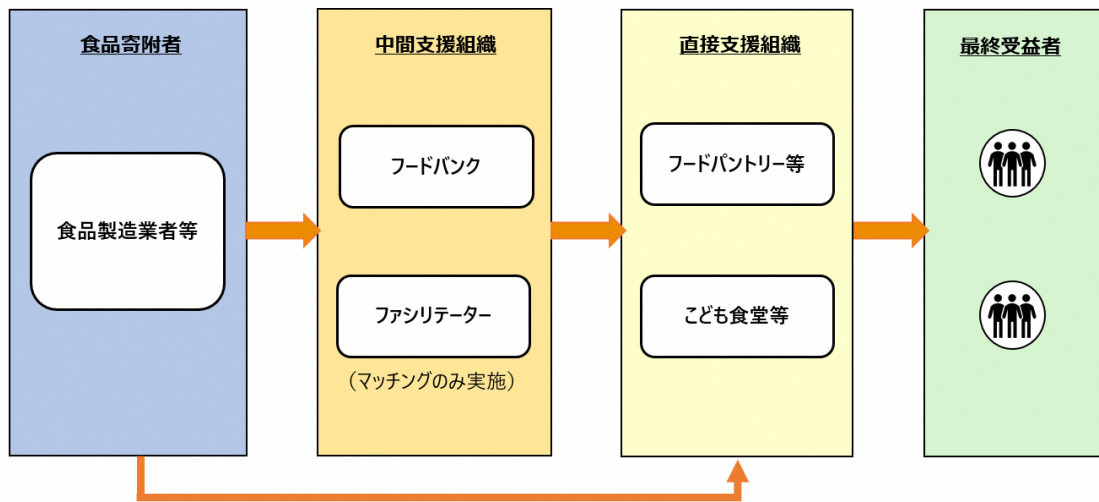 食品寄附者
中間支援組織
直接支援組織
最終受益者
食品製造業者等
フードバンク
ファシリテーター
（マッチングのみ実施）
フードパントリー等
こども食堂等